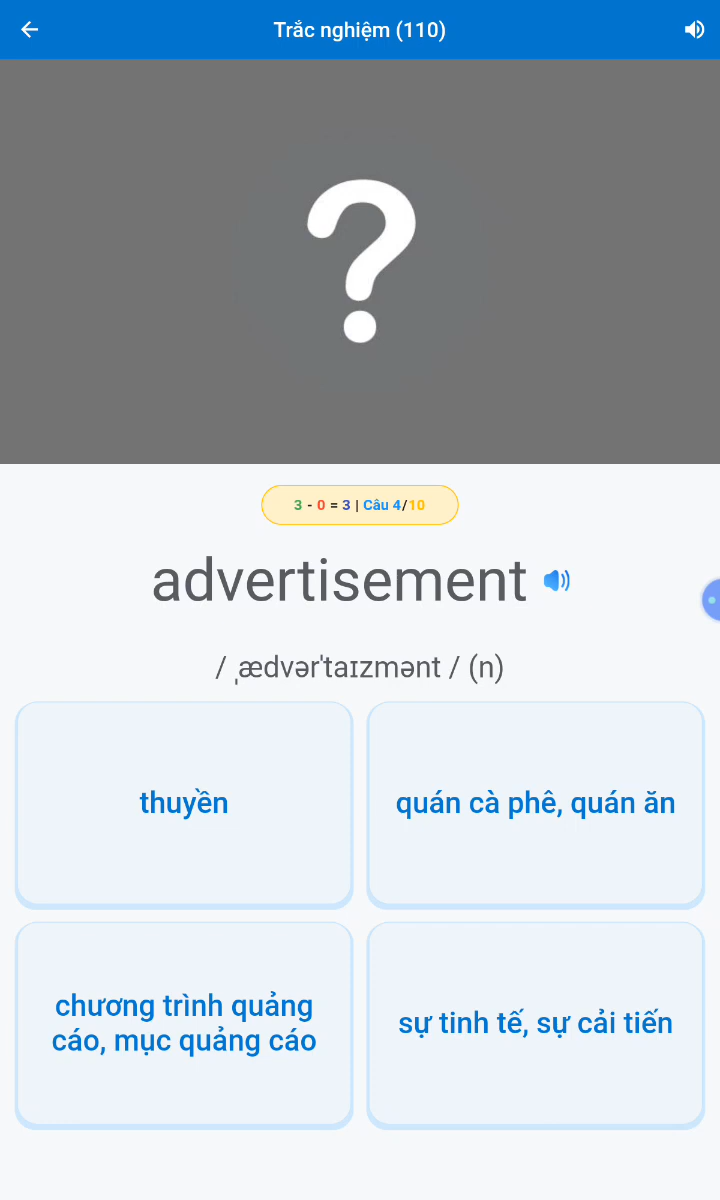 Trắc nghiệm (110)
?
3 - 0 = 3 | Câu 4/10
advertisement
/ ˌædvərˈtaɪzmənt / (n)
thuyền
quán cà phê, quán ăn
chương trình quảng
cáo, mục quảng cáo
sự tinh tế, sự cải tiến